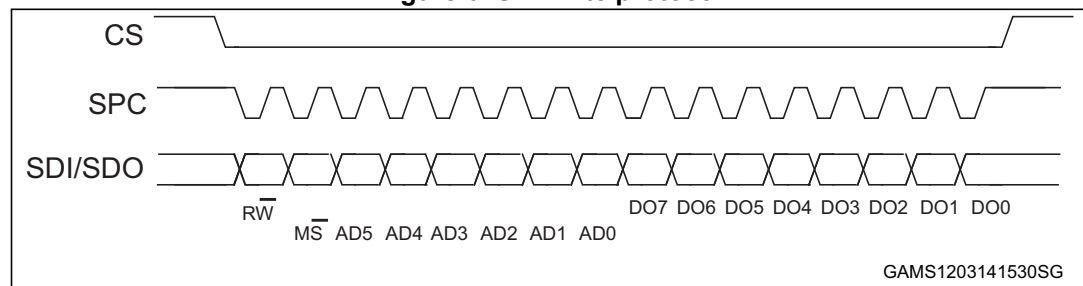 CS
SPC
SDI/SDO
RW
DO7 DO6 DO5 DO4 DO3 DO2 DO1 DO0
MS AD5 AD4 AD3 AD2 AD1 AD0
GAMS1203141530SG